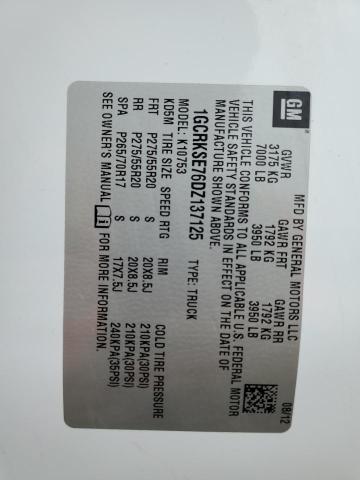 GM
MFD BY GENERAL MOTORS LLC 08/12
GVWR GAWR FRT GAWR RR
3175 KG 1792 KG 1792 KG
7000 LB 3950 LB 3950 LB
THIS VEHICLE CONFORMS TO ALL APPLICABLE U.S. FEDERAL MOTOR
VEHICLE SAFETY STANDARDS IN EFFECT ON THE DATE OF
MANUFACTURE SHOWN ABOVE.
1GCRKSE76DZ137125 TYPE: TRUCK
MODEL: K10753
KD5M TIRE SIZE SPEED RTG RIM COLD TIRE PRESSURE
FRT P275/55R20 S 20X8.5J 210KPA(30PSI)
RR P275/55R20 S 20X8.5J 210KPA(30PSI)
SPA P265/70R17 S 17X7.5J 240KPA(35PSI)
SEE OWNER'S MANUAL FOR MORE INFORMATION.